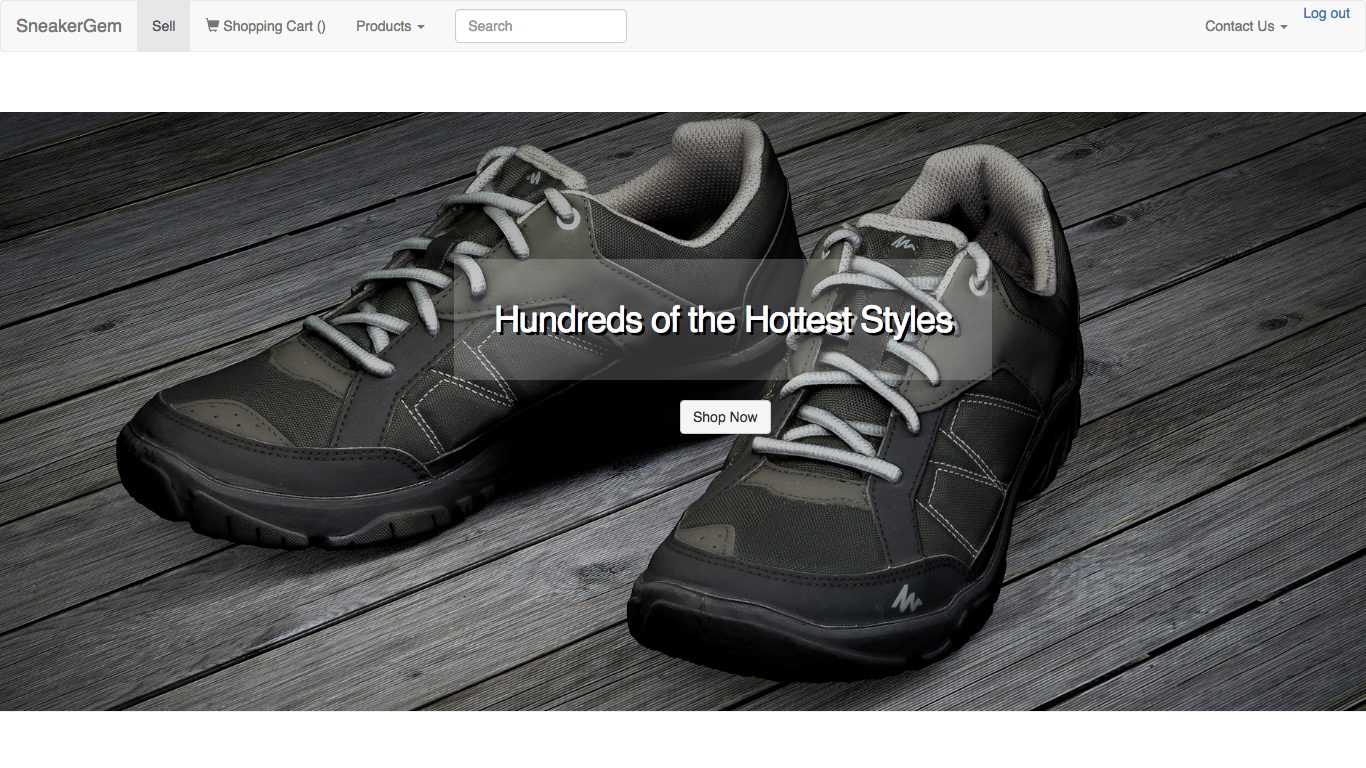 SneakerGem Sell Shopping Cart () Products Search Contact Us Log out
Hundreds of the Hottest Styles
Shop Now